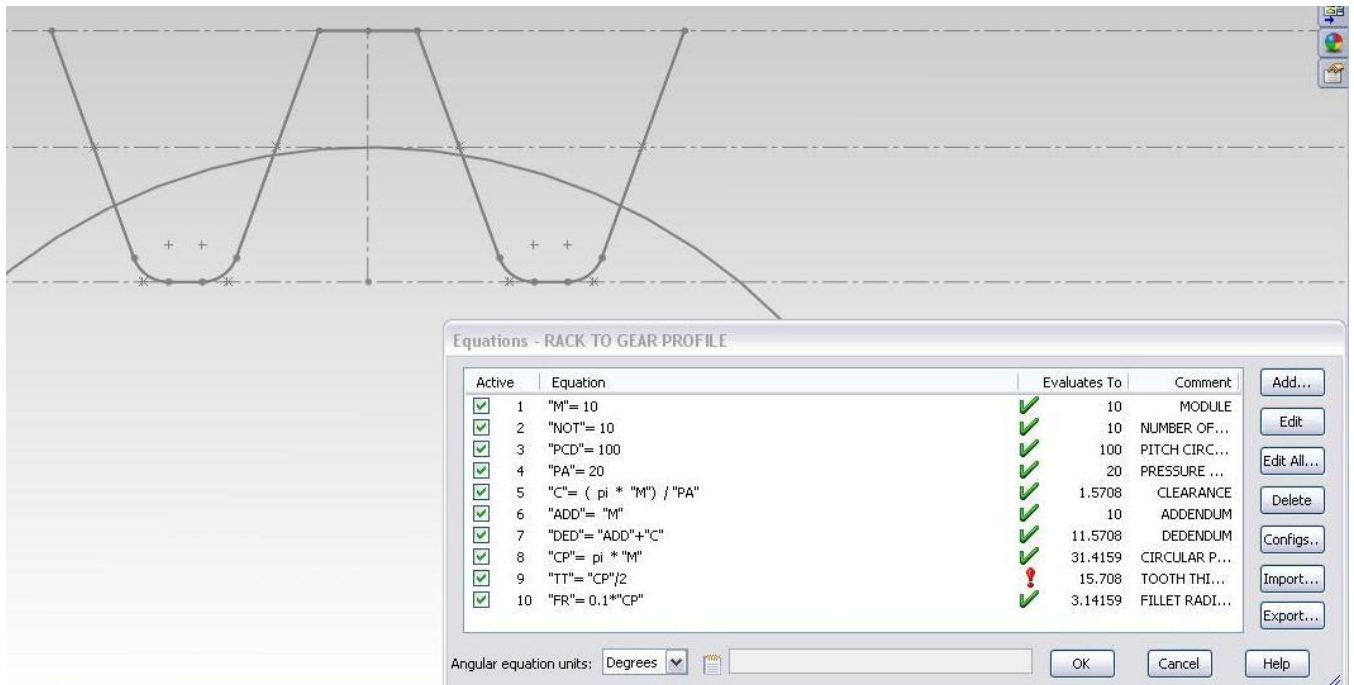 Equations - RACK TO GEAR PROFILE
Active Equation Evaluates To Comment Add...
1 "M"= 10 10 MODULE
2 "NOT"= 10 10 NUMBER OF... Edit
3 "PCD"= 100 100 PITCH CIRC...
4 "PA"= 20 20 PRESSURE ... Edit All...
5 "C"= ( pi * "M") / "PA" 1.5708 CLEARANCE
6 "ADD"= "M" 10 ADDENDUM Delete
7 "DED"= "ADD"+"C" 11.5708 DEDENDUM Configs..
8 "CP"= pi * "M" 31.4159 CIRCULAR P...
9 "TT"= "CP"/2 15.708 TOOTH THI... Import...
10 "FR"= 0.1*"CP" 3.14159 FILLET RADI...
Export...
Angular equation units: Degrees OK Cancel Help